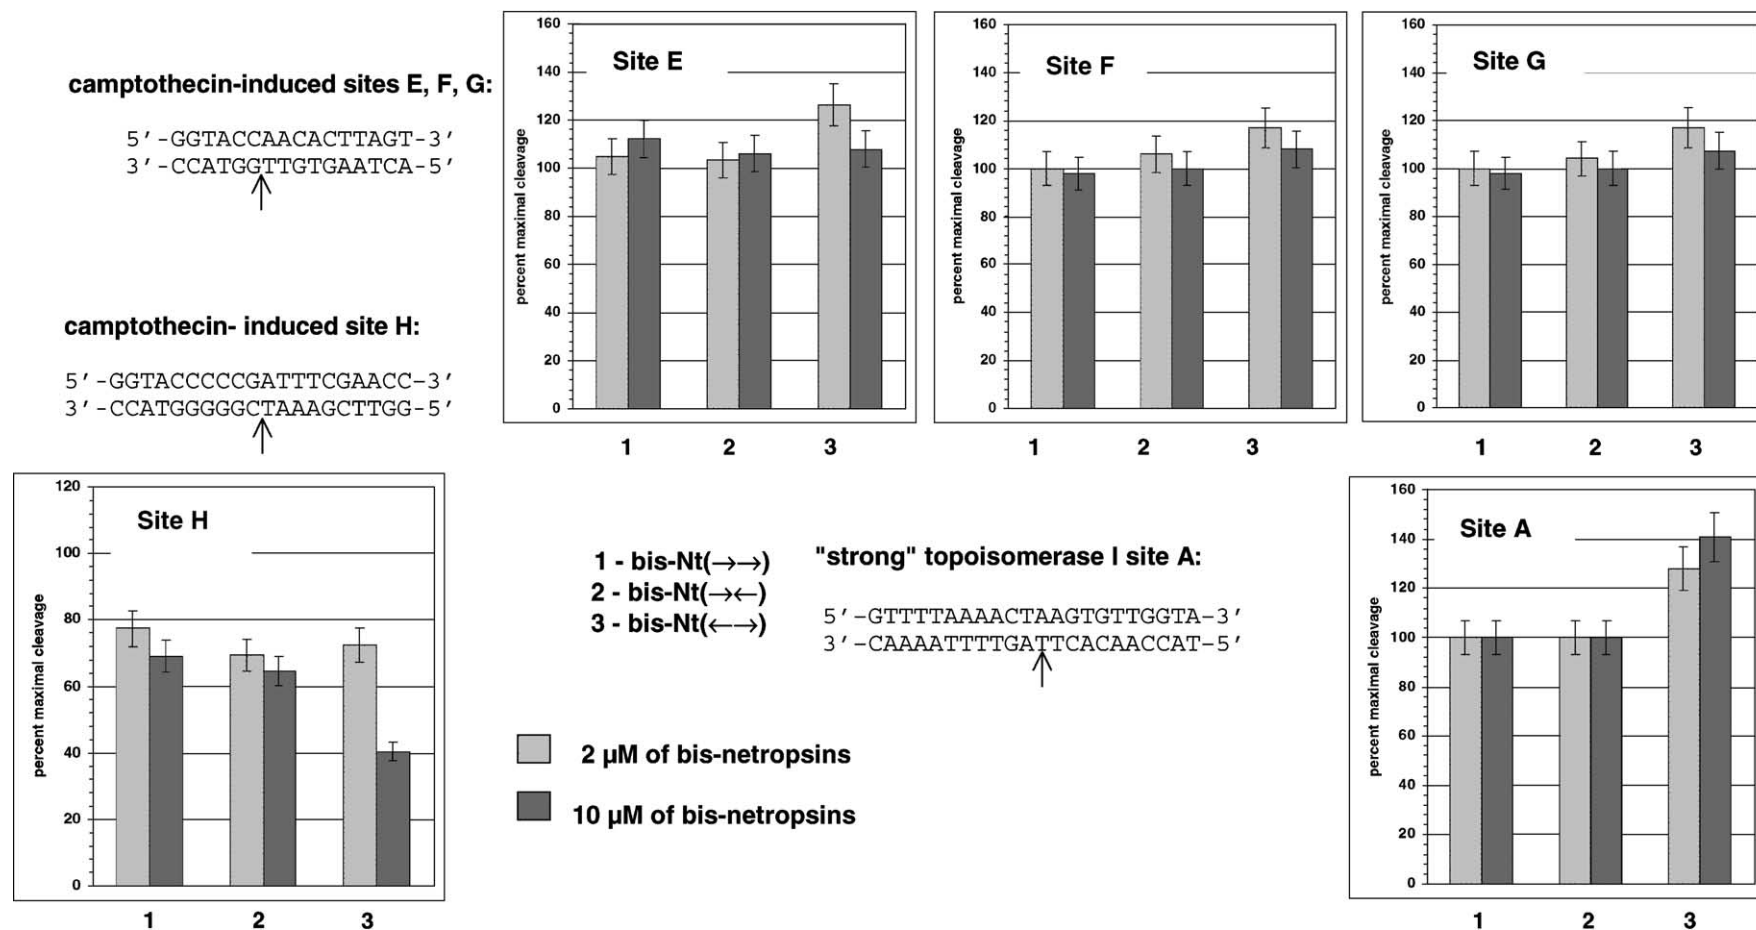 camptothecin-induced sites E, F, G:
5′-GGTACCAACACTTAGT-3′
3′-CCATGGTTGTGAATCA-5′
camptothecin- induced site H:
5′-GGTACCCCCGATTTCGAACC-3′
3′-CCATGGGGGCTAAAGCTTGG-5′
Site E
percent maximal cleavage
160
140
120
100
80
60
40
20
0
1 2 3
Site F
percent maximal cleavage
160
140
120
100
80
60
40
20
0
1 2 3
Site G
percent maximal cleavage
160
140
120
100
80
60
40
20
0
1 2 3
Site H
percent maximal cleavage
120
100
80
60
40
20
0
1 2 3
1 - bis-Nt(→→)
2 - bis-Nt(→←)
3 - bis-Nt(←→)
"strong" topoisomerase I site A:
5′-GTTTTAAAACTAAGTGTTGGTA-3′
3′-CAAAATTTTGATTCACAACCAT-5′
2 µM of bis-netropsins
10 µM of bis-netropsins
Site A
percent maximal cleavage
160
140
120
100
80
60
40
20
0
1 2 3